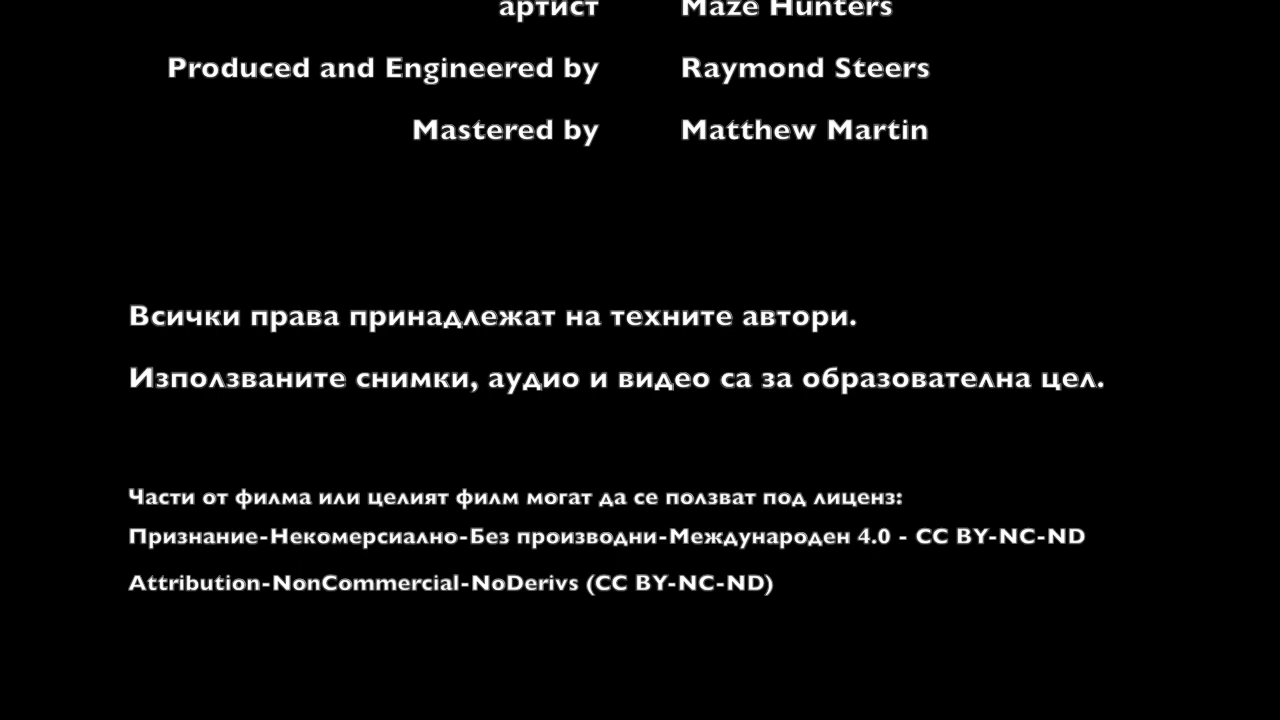 артист Maze Hunters
Produced and Engineered by Raymond Steers
Mastered by Matthew Martin
Всички права принадлежат на техните автори.
Използваните снимки, аудио и видео са за образователна цел.
Части от филма или целият филм могат да се ползват под лиценз:
Признание-Некомерсиално-Без производни-Международен 4.0 - CC BY-NC-ND
Attribution-NonCommercial-NoDerivs (CC BY-NC-ND)